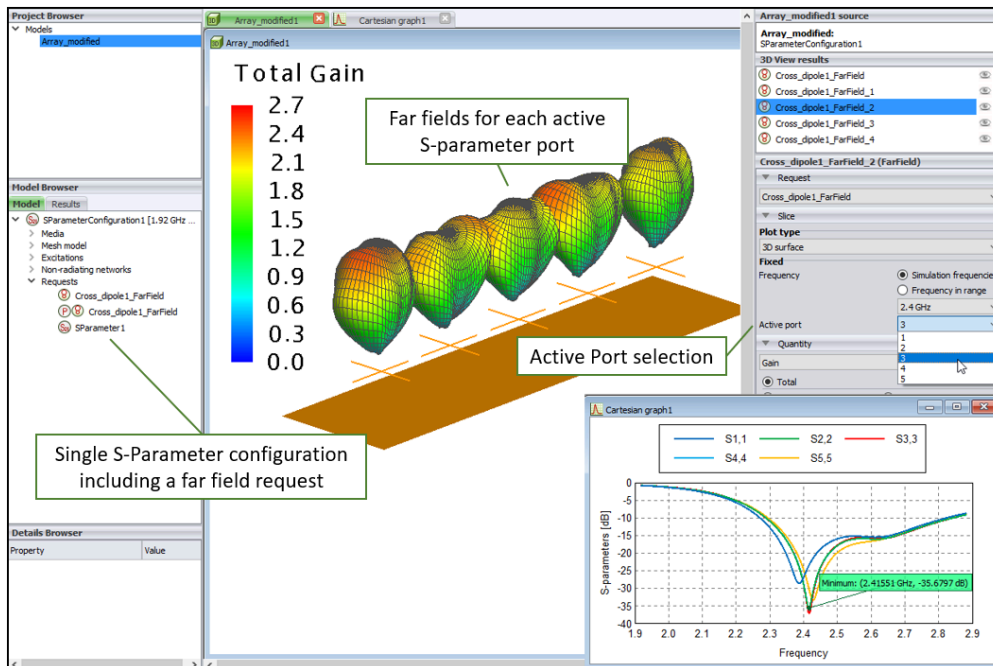 Project Browser
Models
Array_modified
Model Browser
Model Results
SParameterConfiguration1 [1.92 GHz ...
Media
Mesh model
Excitations
Non-radiating networks
Requests
Cross_dipole1_FarField
P Cross_dipole1_FarField
SParameter1
Details Browser
Property Value
Array_modified1
Cartesian graph1
Array_modified1
Total Gain
2.7
2.4
2.1
1.8
1.5
1.2
0.9
0.6
0.3
0.0
Far fields for each active
S-parameter port
Active Port selection
Single S-Parameter configuration
including a far field request
Array_modified1 source
Array_modified:
SParameterConfiguration1
3D View results
Cross_dipole1_FarField
Cross_dipole1_FarField_1
Cross_dipole1_FarField_2
Cross_dipole1_FarField_3
Cross_dipole1_FarField_4
Cross_dipole1_FarField_2 (FarField)
Request
Cross_dipole1_FarField
Slice
Plot type
3D surface
Fixed
Frequency Simulation frequencie
Frequency in range
2.4 GHz
Active port 3
1
2
3
4
5
Quantity
Gain
Total
Cartesian graph1
S1,1 S2,2 S3,3
S4,4 S5,5
S-parameters [dB]
0
-5
-10
-15
-20
-25
-30
-35
-40
Minimum: (2.41551 GHz, -35.6797 dB)
1.9 2.0 2.1 2.2 2.3 2.4 2.5 2.6 2.7 2.8 2.9
Frequency